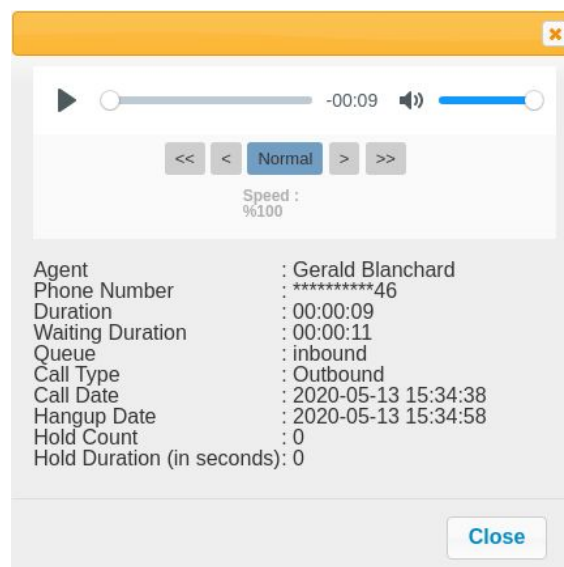 -00:09
<< < Normal > >>
Speed :
%100
Agent : Gerald Blanchard
Phone Number : **********46
Duration : 00:00:09
Waiting Duration : 00:00:11
Queue : inbound
Call Type : Outbound
Call Date : 2020-05-13 15:34:38
Hangup Date : 2020-05-13 15:34:58
Hold Count : 0
Hold Duration (in seconds): 0
Close